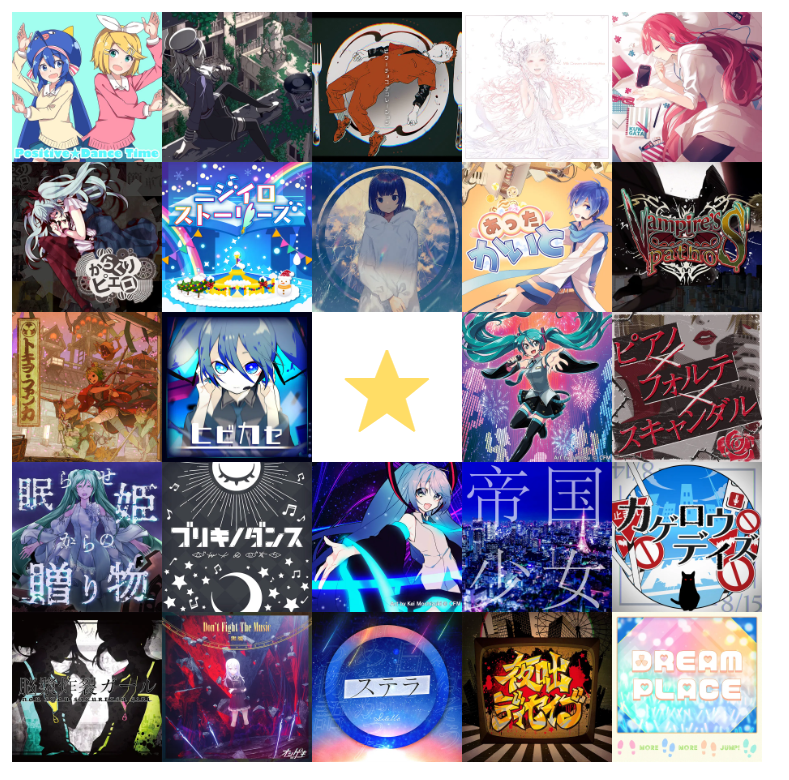 Positive★Dance Time
からくり
ピエロ
ニジイロ
ストーリーズ
あった
かいと
Vampire's
pathoS
トキヲ・ファンカ
ヒビカセ
ピアノ
×
フォルテ
×
スキャンダル
眠らせ姫
からの
贈り物
ブリキノダンス
帝国
少女
カゲロウ
デイズ
8/15
脳漿炸裂ガール
Don't Fight The Music
ステラ
夜咄
ディセイブ
DREAM
PLACE
MORE
MORE
JUMP!